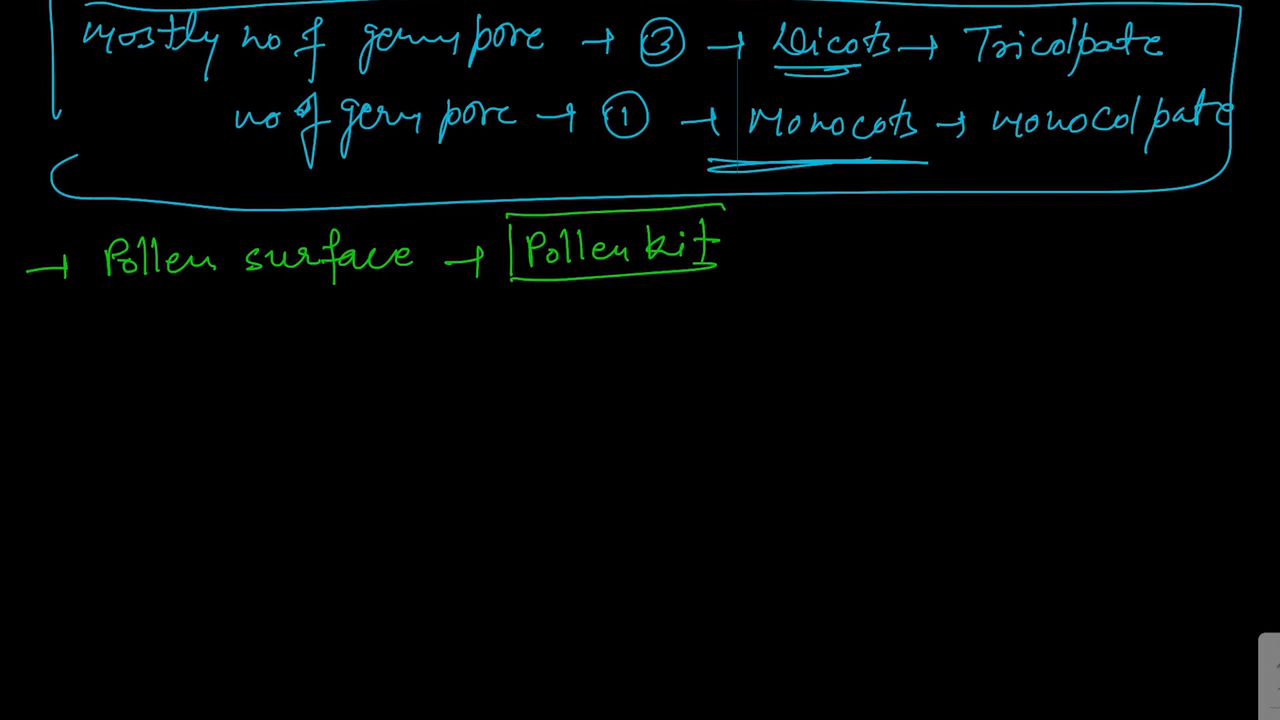 mostly no of germ pore → ③ → Dicots → Tricolpate
no of germ pore → ① → Monocots → monocolpate
→ Pollen surface → Pollen kit